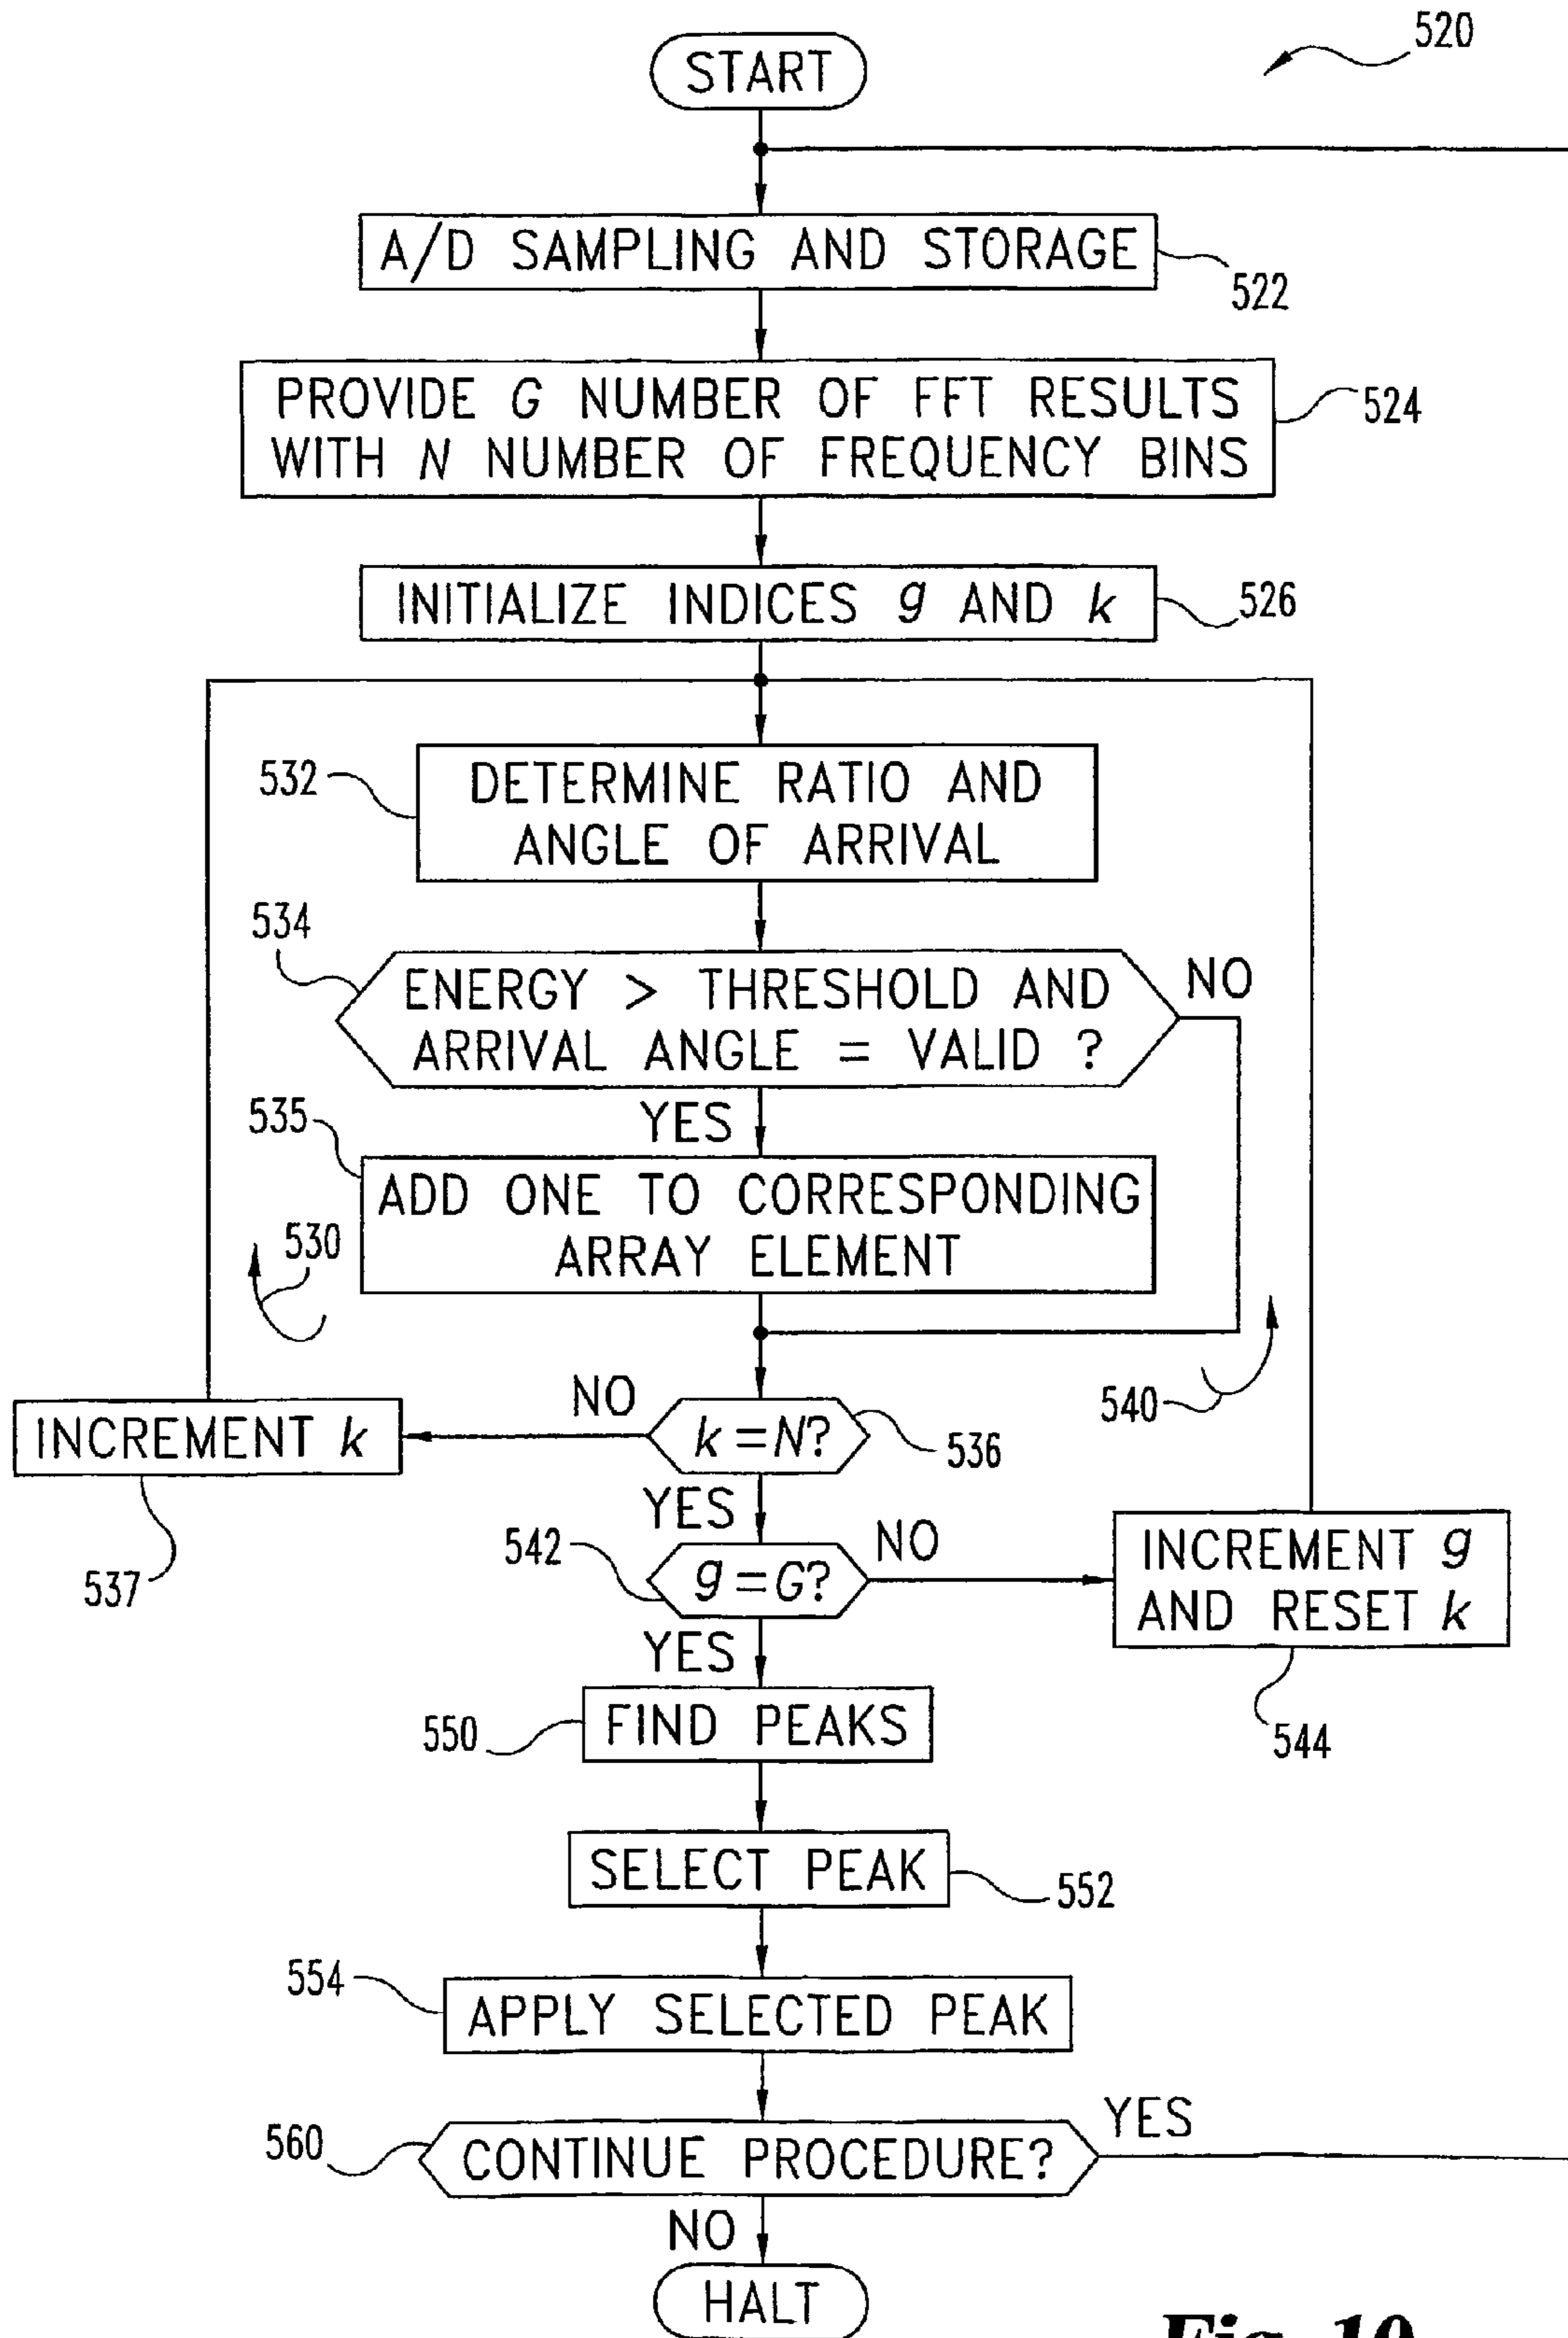 520
START
A/D SAMPLING AND STORAGE
522
PROVIDE G NUMBER OF FFT RESULTS
WITH N NUMBER OF FREQUENCY BINS
524
INITIALIZE INDICES g AND k
526
532
DETERMINE RATIO AND
ANGLE OF ARRIVAL
534
ENERGY > THRESHOLD AND
ARRIVAL ANGLE = VALID ?
NO
YES
535
ADD ONE TO CORRESPONDING
ARRAY ELEMENT
530
540
NO
k = N?
536
INCREMENT k
537
YES
542
g = G?
NO
INCREMENT g
AND RESET k
544
YES
550
FIND PEAKS
SELECT PEAK
552
554
APPLY SELECTED PEAK
560
CONTINUE PROCEDURE?
YES
NO
HALT
Fig. 10